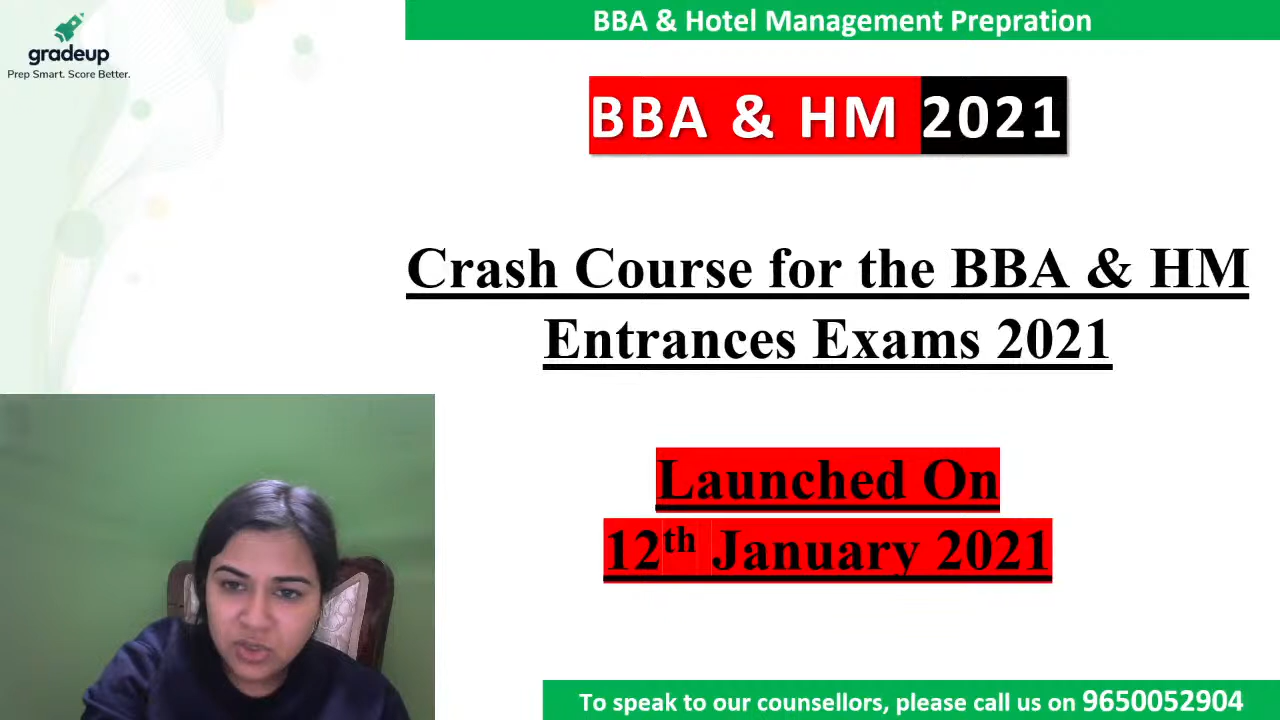 gradeup
Prep Smart. Score Better.
BBA & Hotel Management Prepration
BBA & HM 2021
Crash Course for the BBA & HM
Entrances Exams 2021
Launched On
12th January 2021
To speak to our counsellors, please call us on 9650052904